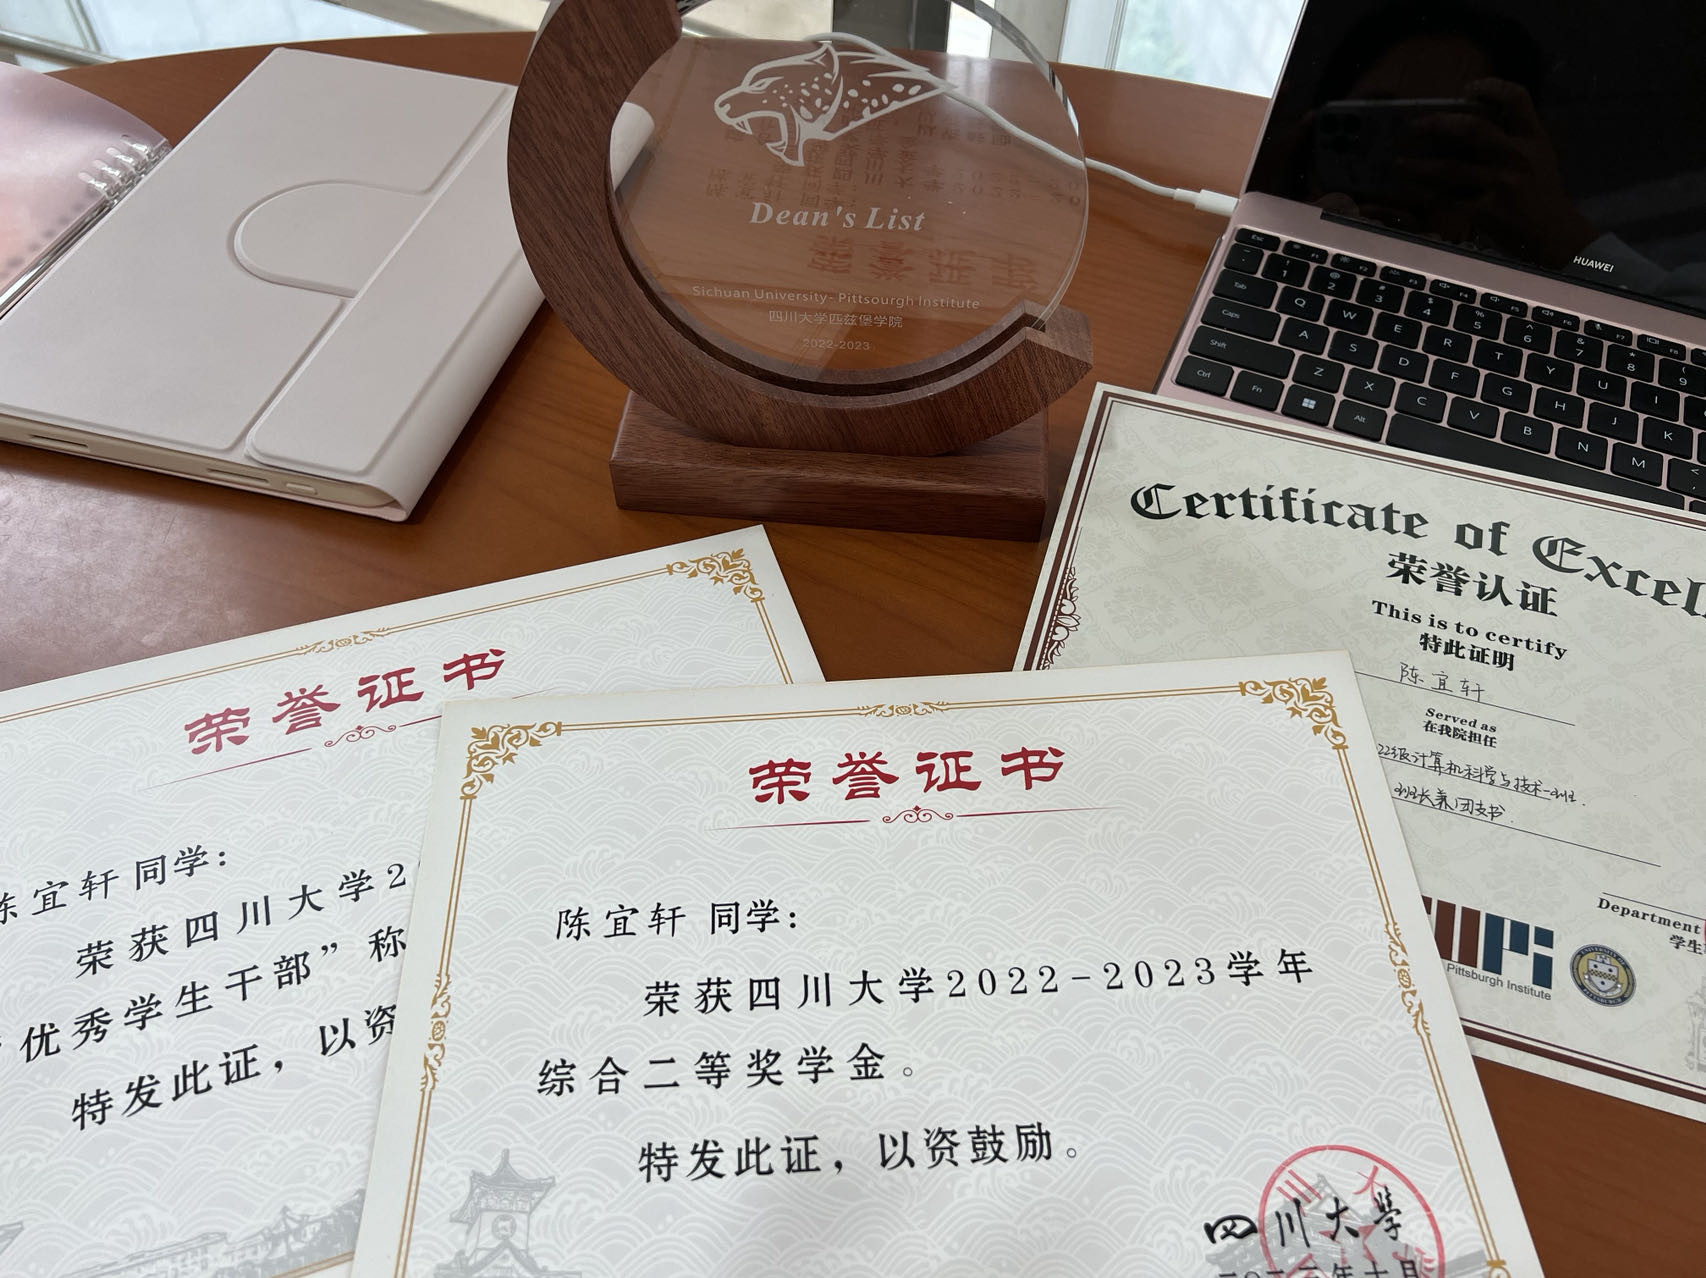 Dean's List
Sichuan University-Pittsourgh Institute
四川大学匹兹堡学院
2022-2023
HUAWEI
Certificate of Excel
荣誉认证
This is to certify
特此证明
陈宜轩
Served as
在我院担任
22级计算机科学与技术一班
班长兼团支书
Department
学生
Pittsburgh Institute
荣誉证书
陈宜轩 同学：
荣获四川大学2
优秀学生干部”称
特发此证，以资
荣誉证书
陈宜轩 同学：
荣获四川大学2022-2023学年
综合二等奖学金。
特发此证，以资鼓励。
四川大学